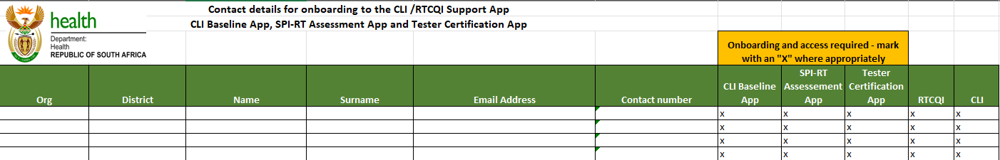 Contact details for onboarding to the CLI /RTCQI Support App
CLI Baseline App, SPI-RT Assessment App and Tester Certification App
health
Department:
Health
REPUBLIC OF SOUTH AFRICA
Onboarding and access required - mark
with an "X" where appropriately
Org District Name Surname Email Address Contact number CLI Baseline App SPI-RT Assessement App Tester Certification App RTCQI CLI
x x x x x
x x x x x
x x x x x
x x x x x